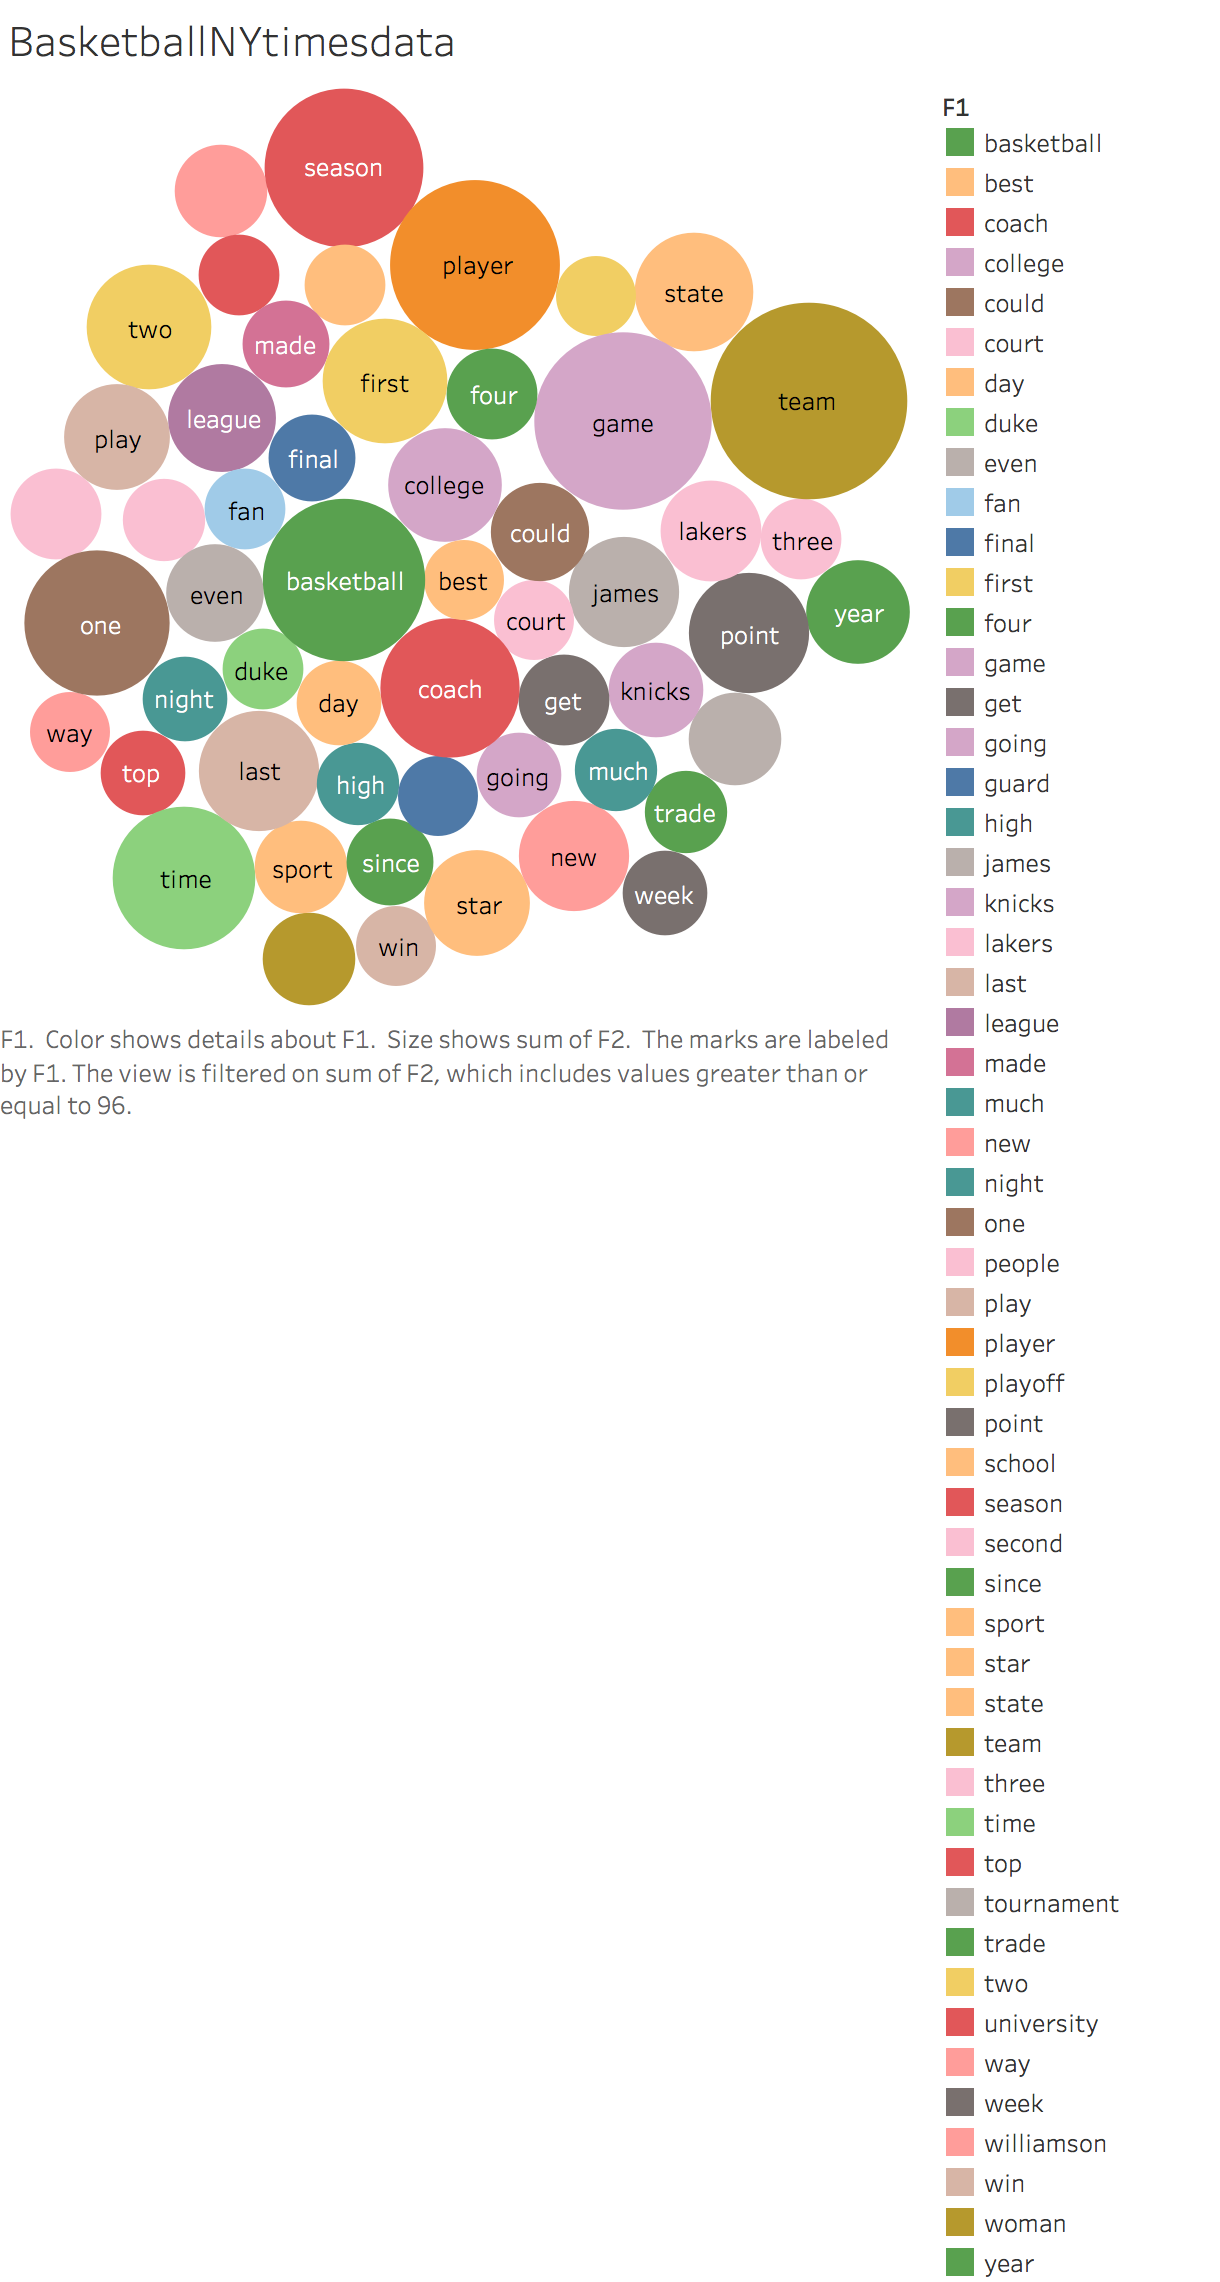 BasketballNYtimesdata
season
player
state
two
made
first
four
team
league
game
play
final
college
fan
could
lakers
three
basketball
best
even
james
court
year
one
point
duke
coach
knicks
night
day
get
way
top
last
high
going
much
trade
new
time
sport
since
week
star
win
F1.  Color shows details about F1.  Size shows sum of F2.  The marks are labeled
by F1. The view is filtered on sum of F2, which includes values greater than or
equal to 96.
F1
basketball
best
coach
college
could
court
day
duke
even
fan
final
first
four
game
get
going
guard
high
james
knicks
lakers
last
league
made
much
new
night
one
people
play
player
playoff
point
school
season
second
since
sport
star
state
team
three
time
top
tournament
trade
two
university
way
week
williamson
win
woman
year